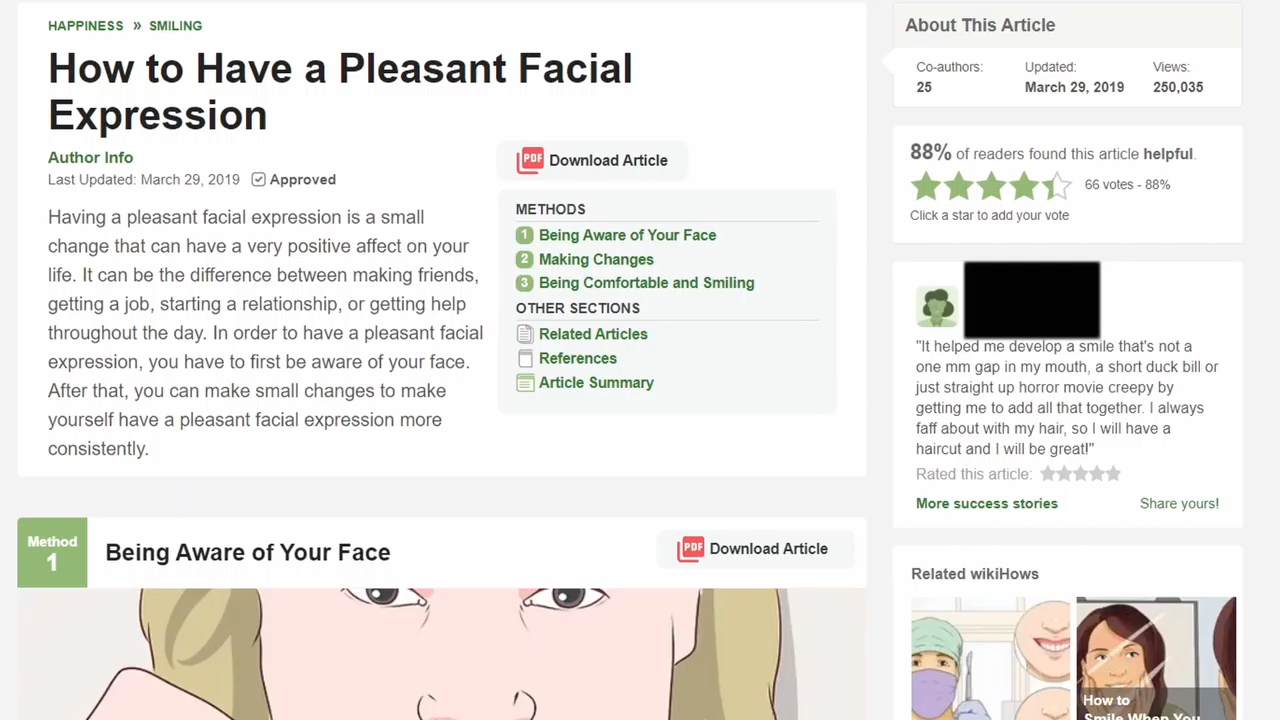 HAPPINESS » SMILING
How to Have a Pleasant Facial
Expression
Author Info
Last Updated: March 29, 2019 Approved
Having a pleasant facial expression is a small
change that can have a very positive affect on your
life. It can be the difference between making friends,
getting a job, starting a relationship, or getting help
throughout the day. In order to have a pleasant facial
expression, you have to first be aware of your face.
After that, you can make small changes to make
yourself have a pleasant facial expression more
consistently.
PDF Download Article
METHODS
1 Being Aware of Your Face
2 Making Changes
3 Being Comfortable and Smiling
OTHER SECTIONS
Related Articles
References
Article Summary
Method
1
Being Aware of Your Face
PDF Download Article
About This Article
Co-authors: Updated: Views:
25 March 29, 2019 250,035
88% of readers found this article helpful.
66 votes - 88%
Click a star to add your vote
"It helped me develop a smile that's not a
one mm gap in my mouth, a short duck bill or
just straight up horror movie creepy by
getting me to add all that together. I always
faff about with my hair, so I will have a
haircut and I will be great!"
Rated this article:
More success stories Share yours!
Related wikiHows
How to
Smile When You